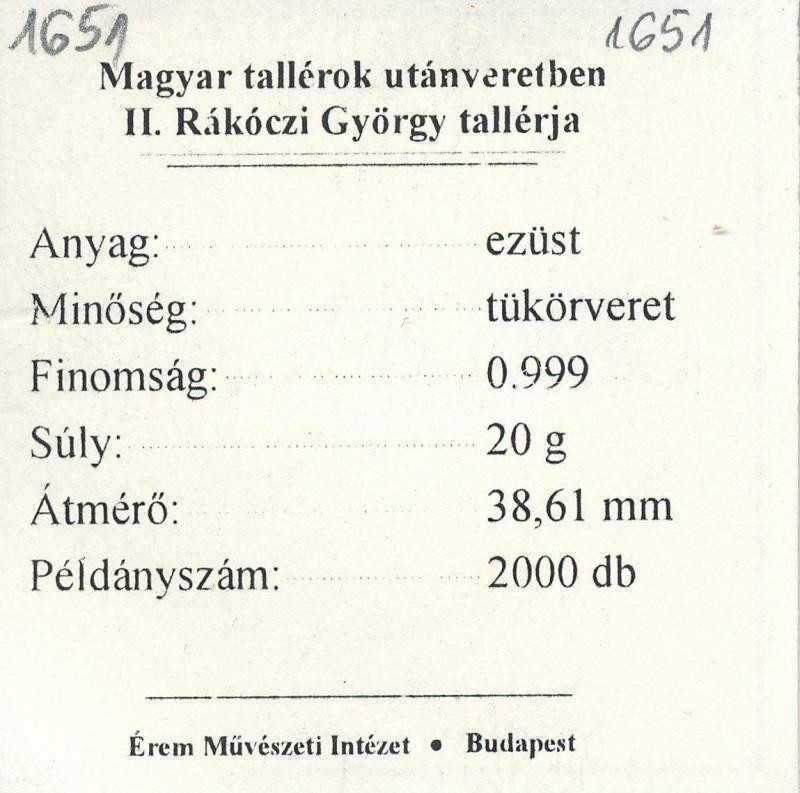 1651 1651
Magyar tallérok utánveretben
II. Rákóczi György tallérja
Anyag: ezüst
Minőség: tükörveret
Finomság: 0.999
Súly: 20 g
Átmérő: 38,61 mm
Példányszám: 2000 db
Érem Művészeti Intézet • Budapest